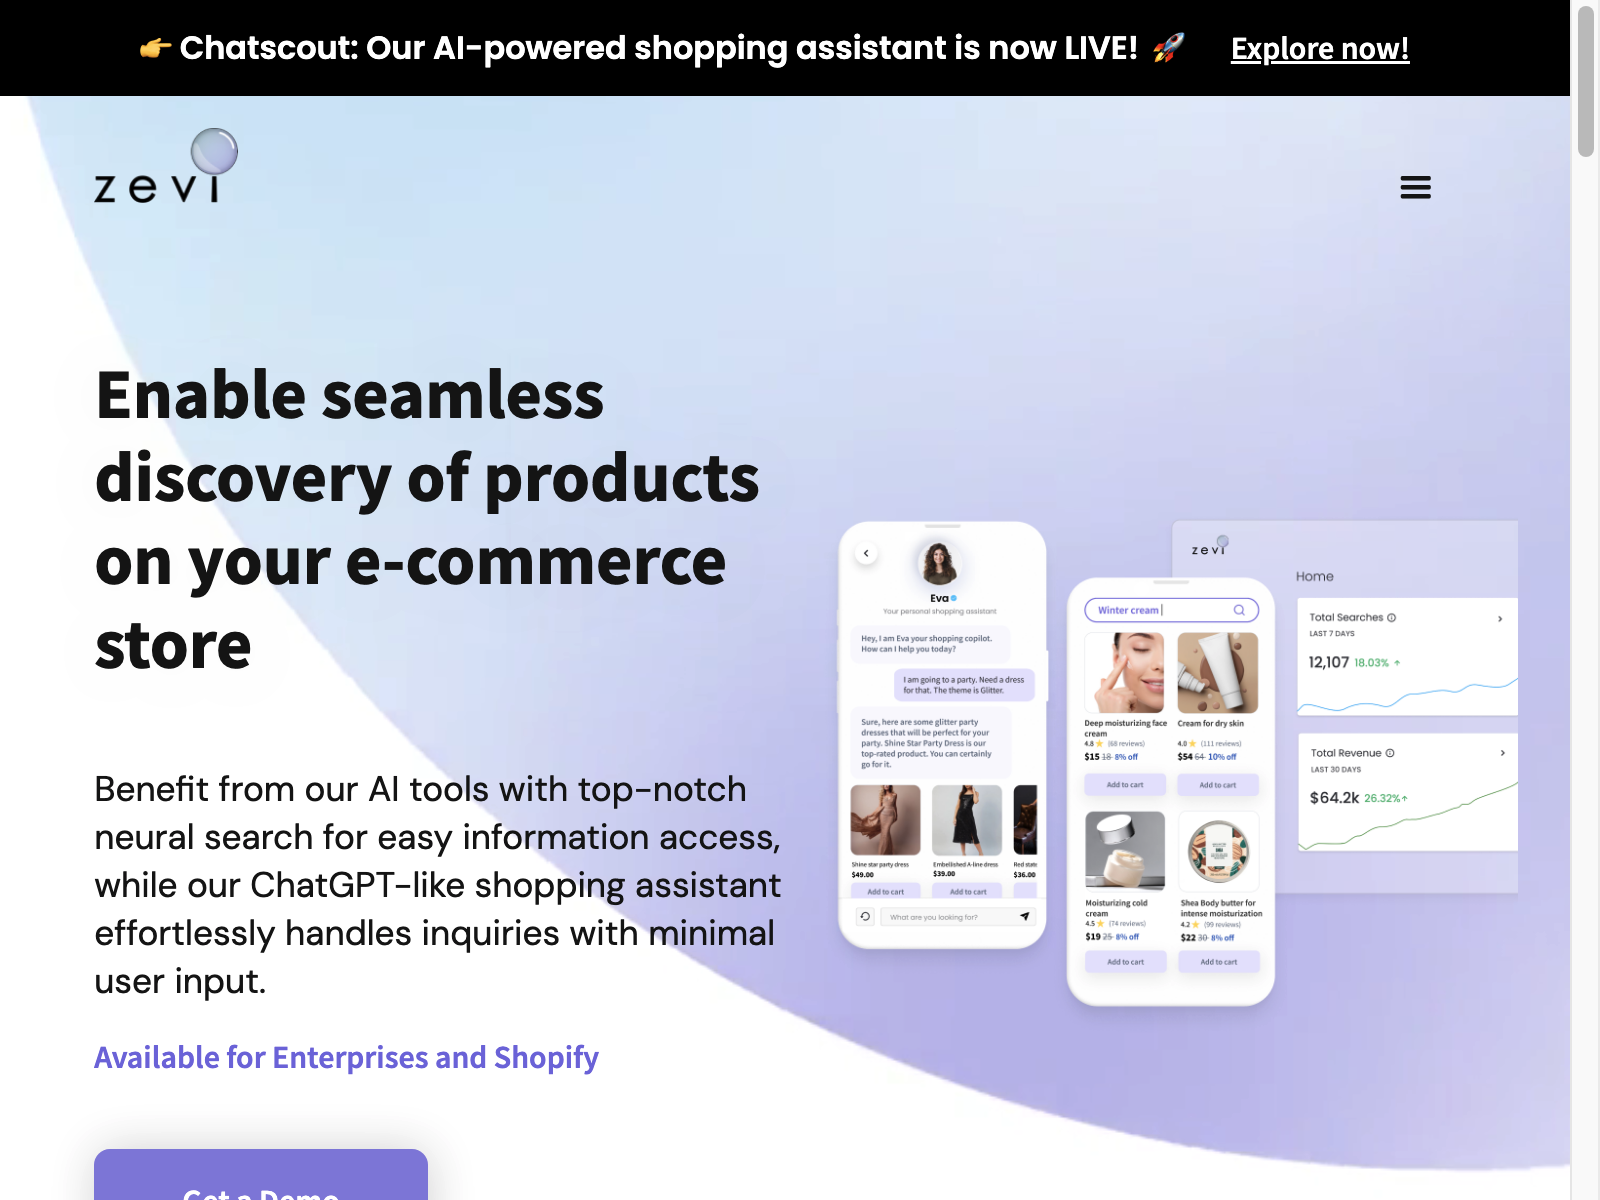 👉 Chatscout: Our AI-powered shopping assistant is now LIVE! 🚀 Explore now!
zevi
Enable seamless
discovery of products
on your e-commerce
store
Benefit from our AI tools with top-notch
neural search for easy information access,
while our ChatGPT-like shopping assistant
effortlessly handles inquiries with minimal
user input.
Available for Enterprises and Shopify
Get a Demo
Eva
Your personal shopping assistant
Hey, I am Eva your shopping copilot.
How can I help you today?
I am going to a party. Need a dress
for that. The theme is Glitter.
Sure, here are some glitter party
dresses that will be perfect for your
party. Shine Star Party Dress is our
top-rated product. You can certainly
go for it.
Shine star party dress
$49.00
Add to cart
Embellished A-line dress
$39.00
Add to cart
Red state
$36.00
What are you looking for?
Winter cream
Deep moisturizing face
cream
4.8 ⭐ (68 reviews)
$15 18 8% off
Add to cart
Cream for dry skin
4.0 ⭐ (111 reviews)
$54 64 10% off
Add to cart
Moisturizing cold
cream
4.5 ⭐ (74 reviews)
$19 25 8% off
Add to cart
Shea Body butter for
intense moisturization
4.2 ⭐ (99 reviews)
$22 30 8% off
Add to cart
zevi
Home
Total Searches
LAST 7 DAYS
12,107 18.03% ↑
Total Revenue
LAST 30 DAYS
$64.2k 26.32%↑